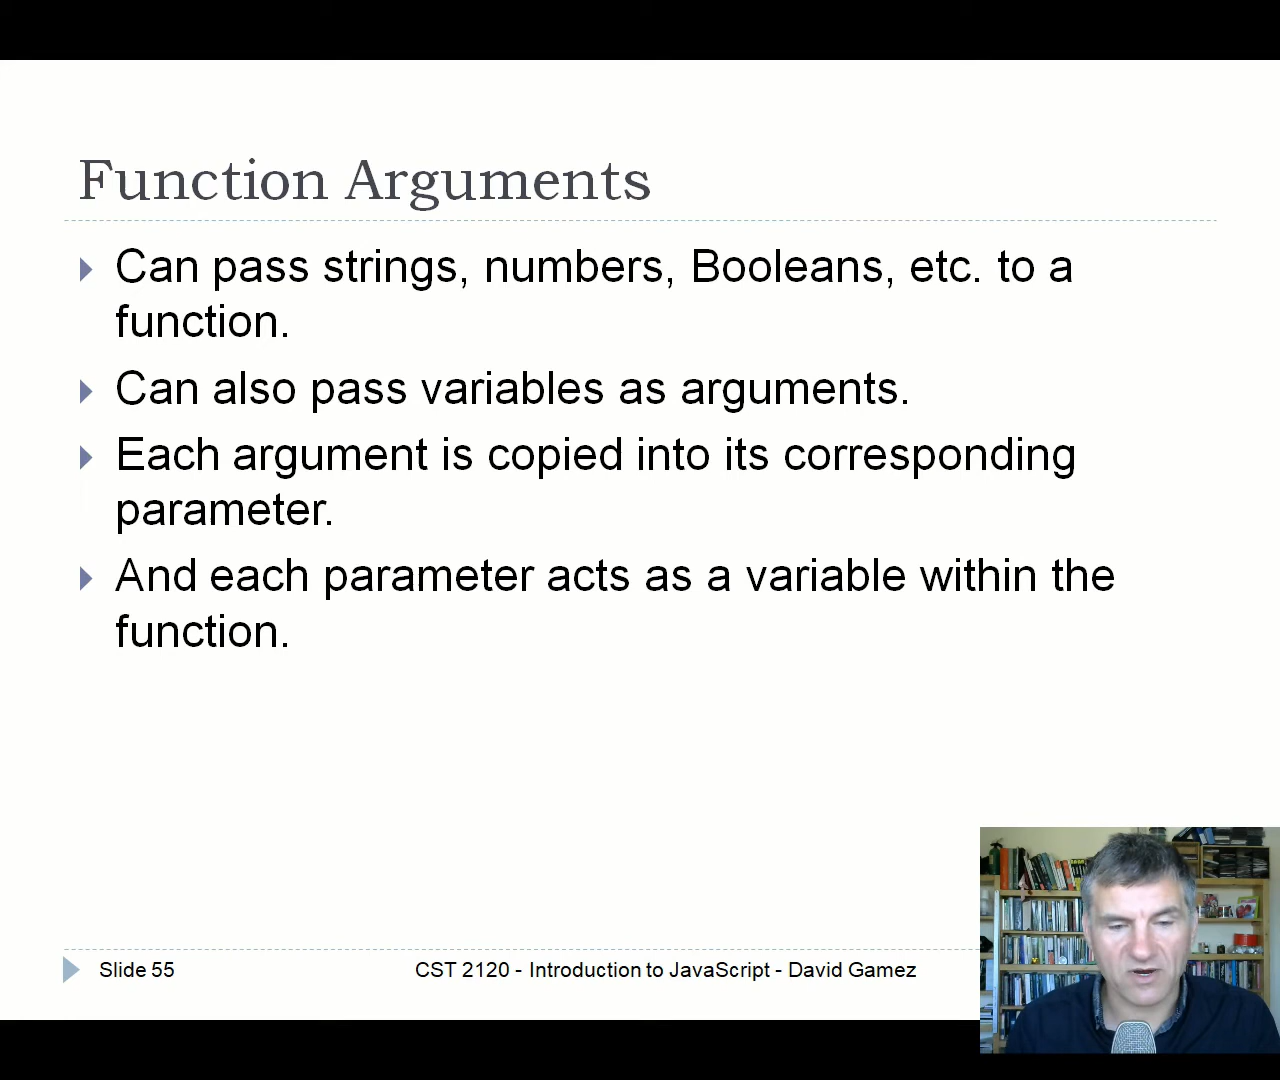 Function Arguments
Can pass strings, numbers, Booleans, etc. to a
function.
Can also pass variables as arguments.
Each argument is copied into its corresponding
parameter.
And each parameter acts as a variable within the
function.
Slide 55
CST 2120 - Introduction to JavaScript - David Gamez